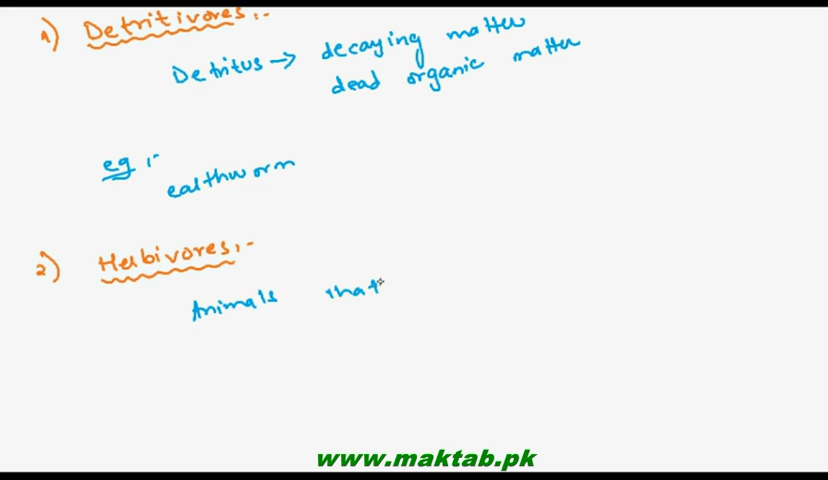 1) Detritivores:-
Detritus → decaying matter
dead organic matter
eg :-
earthworm
2) Herbivores:-
Animals that
www.maktab.pk